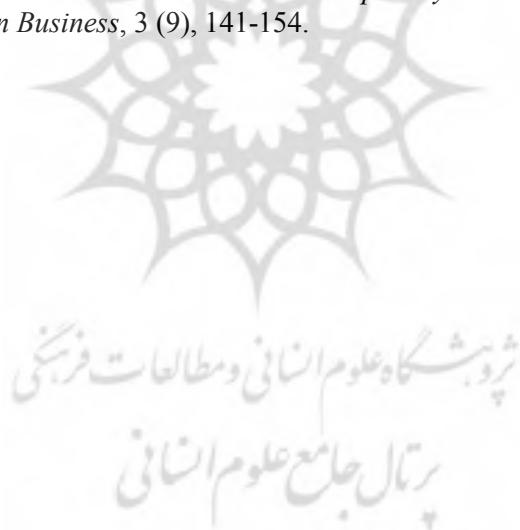 n Business, 3 (9), 141-154.
پژوهشگاه علوم انسانی و مطالعات فرهنگی
پرتال جامع علوم انسانی